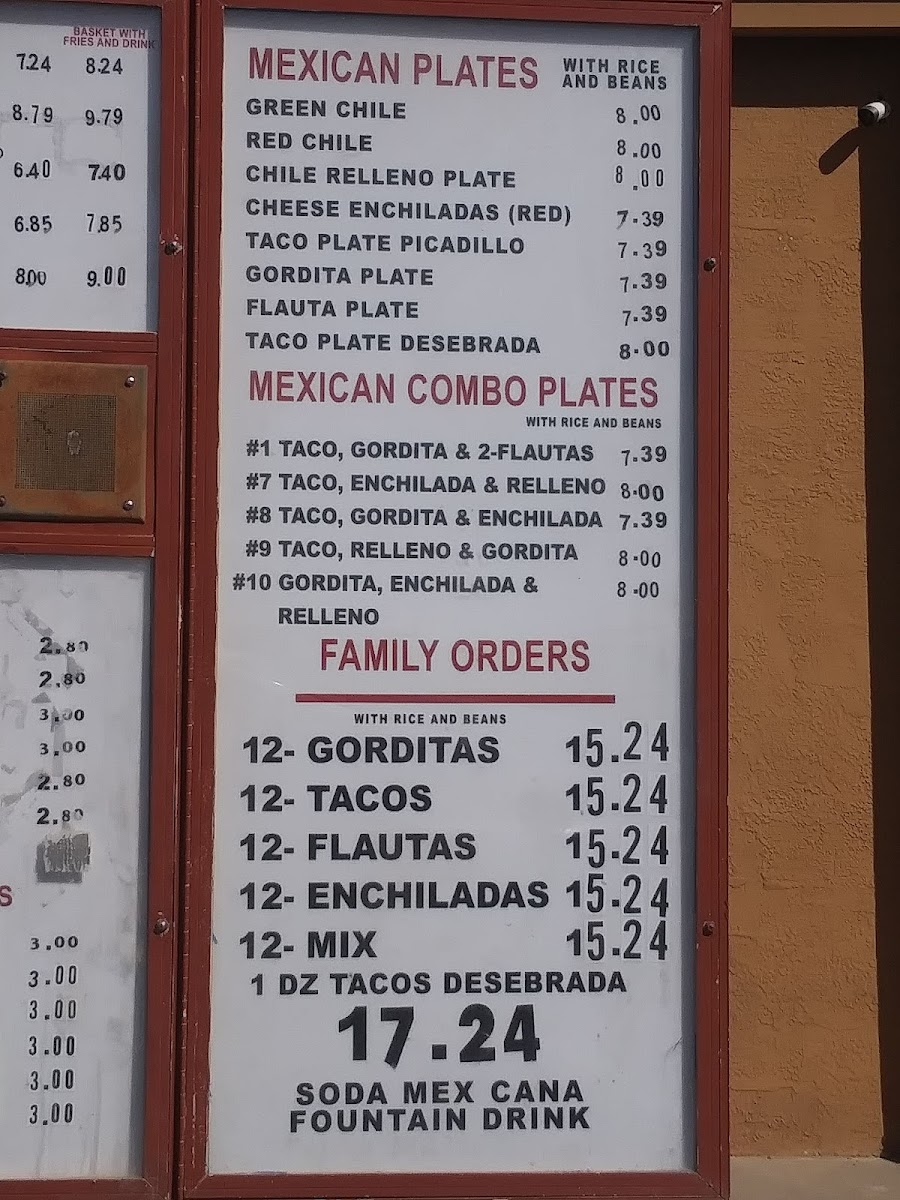 BASKET WITH
FRIES AND DRINK
7.24 8.24
8.79 9.79
6.40 7.40
6.85 7.85
8.00 9.00
2.80
2.80
3.00
3.00
2.80
2.80
S
3.00
3.00
3.00
3.00
3.00
3.00
MEXICAN PLATES WITH RICE AND BEANS
GREEN CHILE 8.00
RED CHILE 8.00
CHILE RELLENO PLATE 8.00
CHEESE ENCHILADAS (RED) 7.39
TACO PLATE PICADILLO 7.39
GORDITA PLATE 7.39
FLAUTA PLATE 7.39
TACO PLATE DESEBRADA 8.00
MEXICAN COMBO PLATES
WITH RICE AND BEANS
#1 TACO, GORDITA & 2-FLAUTAS 7.39
#7 TACO, ENCHILADA & RELLENO 8.00
#8 TACO, GORDITA & ENCHILADA 7.39
#9 TACO, RELLENO & GORDITA 8.00
#10 GORDITA, ENCHILADA & 8.00
RELLENO
FAMILY ORDERS
WITH RICE AND BEANS
12- GORDITAS 15.24
12- TACOS 15.24
12- FLAUTAS 15.24
12- ENCHILADAS 15.24
12- MIX 15.24
1 DZ TACOS DESEBRADA
17.24
SODA MEX CANA
FOUNTAIN DRINK